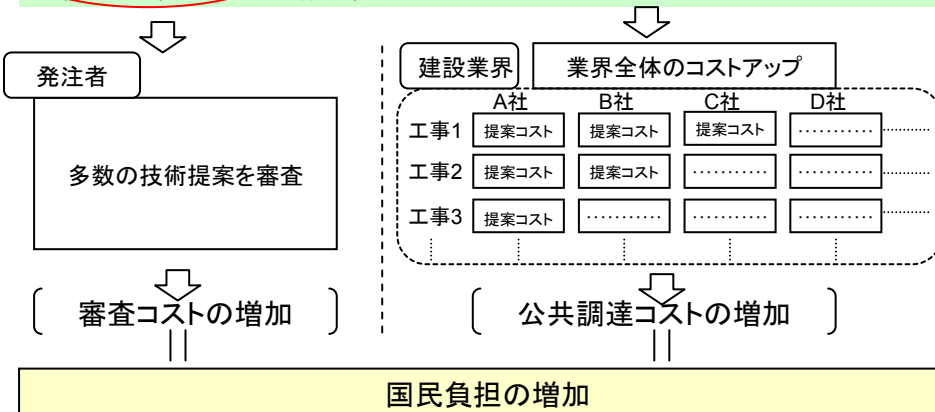 発注者
多数の技術提案を審査
審査コストの増加
建設業界
業界全体のコストアップ
A社 B社 C社 D社
工事1 提案コスト 提案コスト 提案コスト ‥‥‥‥‥ ‥‥‥‥‥
工事2 提案コスト 提案コスト ‥‥‥‥‥ ‥‥‥‥‥ ‥‥‥‥‥
工事3 提案コスト ‥‥‥‥‥ ‥‥‥‥‥ ‥‥‥‥‥ ‥‥‥‥‥
公共調達コストの増加
国民負担の増加